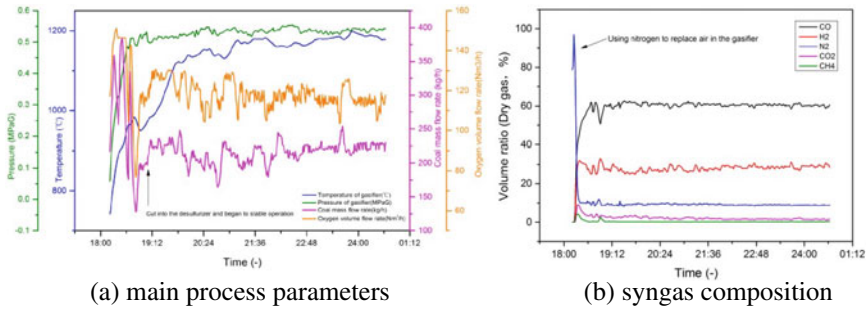 Pressure (MPaG)
0.6
0.5
0.4
0.3
0.2
0.1
0.0
-0.1
Temperature (℃)
1200
1000
800
Coal mass flow rate (kg/h)
400
350
300
250
200
150
100
Oxygen volume flow rate(Nm3/h)
160
140
120
100
80
60
Temperature of gasifier(℃)
Pressure of gasifier(MPaG)
Coal mass flow rate(kg/h)
Oxygen volume flow rate(Nm³/h)
Cut into the desulfurizer and began to stable operation
18:00 19:12 20:24 21:36 22:48 24:00 01:12
Time (-)
(a) main process parameters
Volume ratio (Dry gas, %)
100
80
60
40
20
0
Using nitrogen to replace air in the gasifier
CO
H2
N2
CO2
CH4
18:00 19:12 20:24 21:36 22:48 24:00 01:12
Time (-)
(b) syngas composition